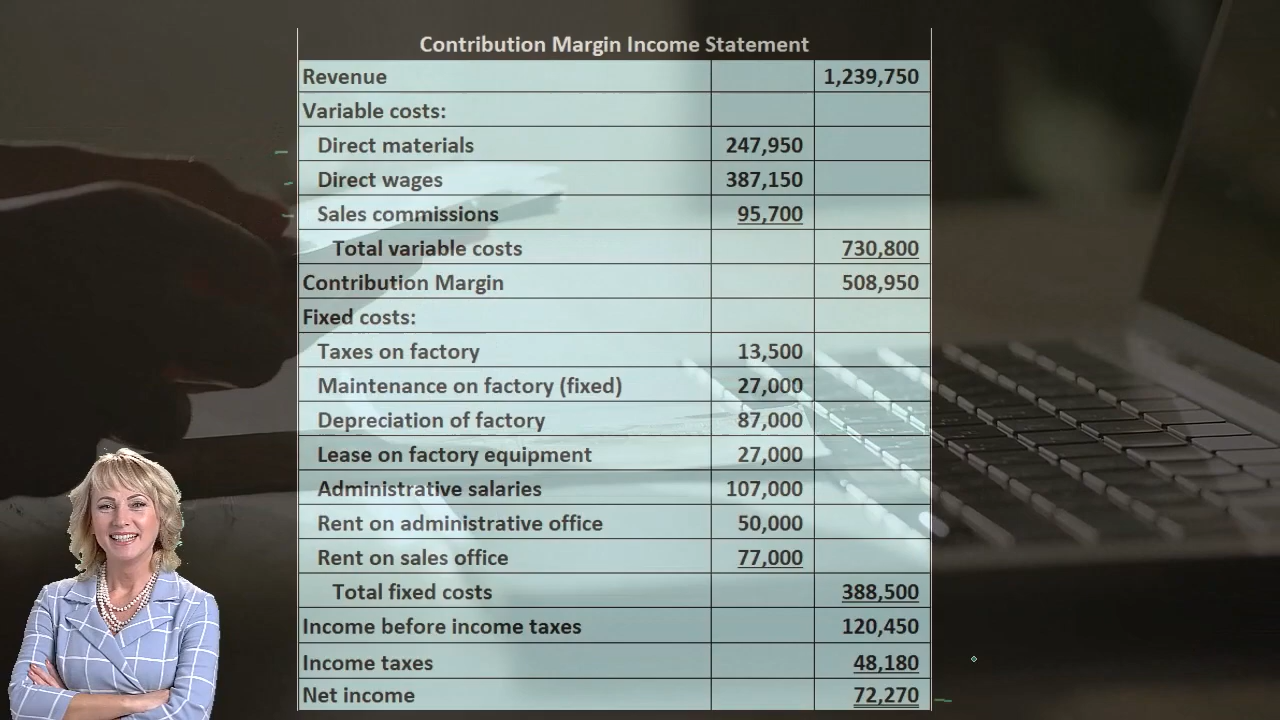 Contribution Margin Income Statement
Revenue 1,239,750
Variable costs:
Direct materials 247,950
Direct wages 387,150
Sales commissions 95,700
Total variable costs 730,800
Contribution Margin 508,950
Fixed costs:
Taxes on factory 13,500
Maintenance on factory (fixed) 27,000
Depreciation of factory 87,000
Lease on factory equipment 27,000
Administrative salaries 107,000
Rent on administrative office 50,000
Rent on sales office 77,000
Total fixed costs 388,500
Income before income taxes 120,450
Income taxes 48,180
Net income 72,270